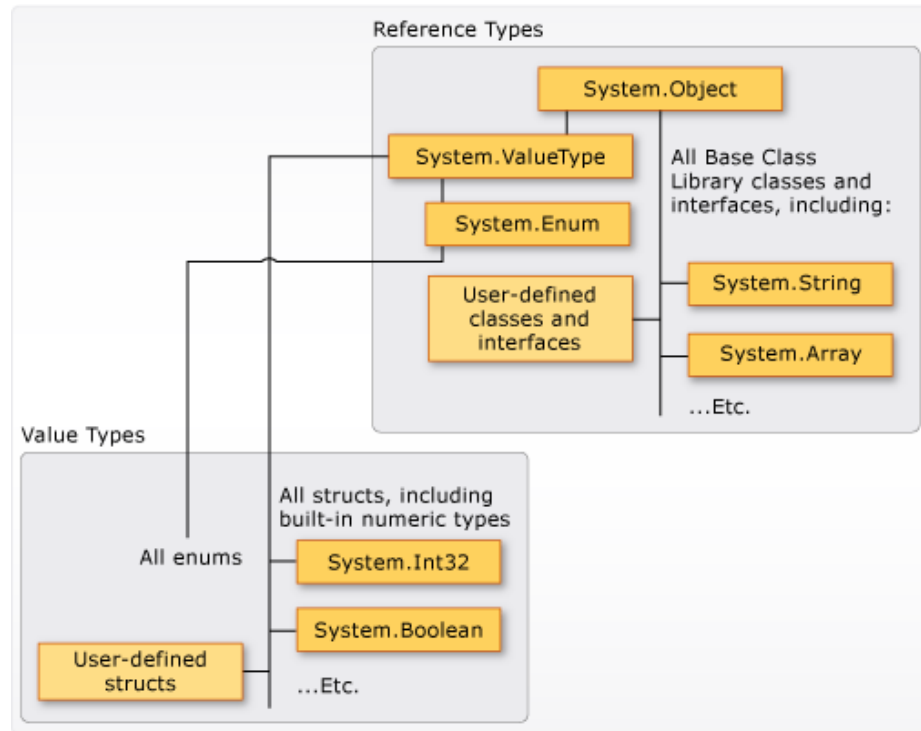 Reference Types
System.Object
System.ValueType
All Base Class
Library classes and
interfaces, including:
System.Enum
System.String
User-defined
classes and
interfaces
System.Array
...Etc.
Value Types
All structs, including
built-in numeric types
All enums
System.Int32
System.Boolean
User-defined
structs
...Etc.